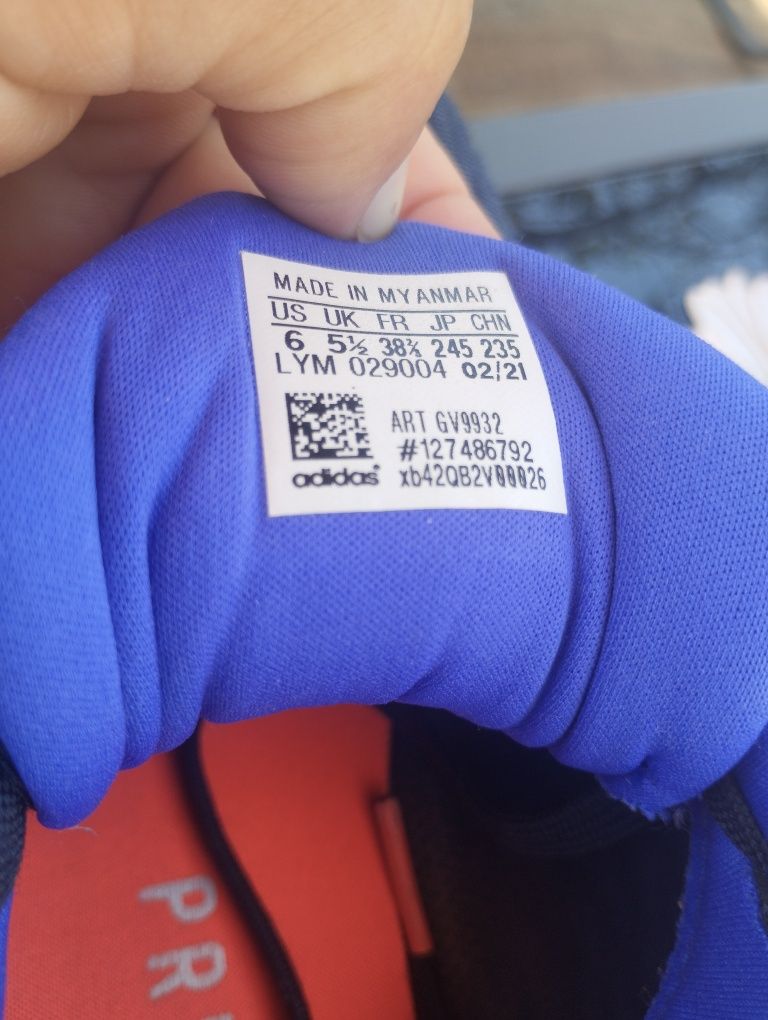 MADE IN MYANMAR
US UK FR JP CHN
6 5½ 38⅔ 245 235
LYM 029004 02/21
ART GV9932
#127486792
adidas® xb42QB2V00026
PR